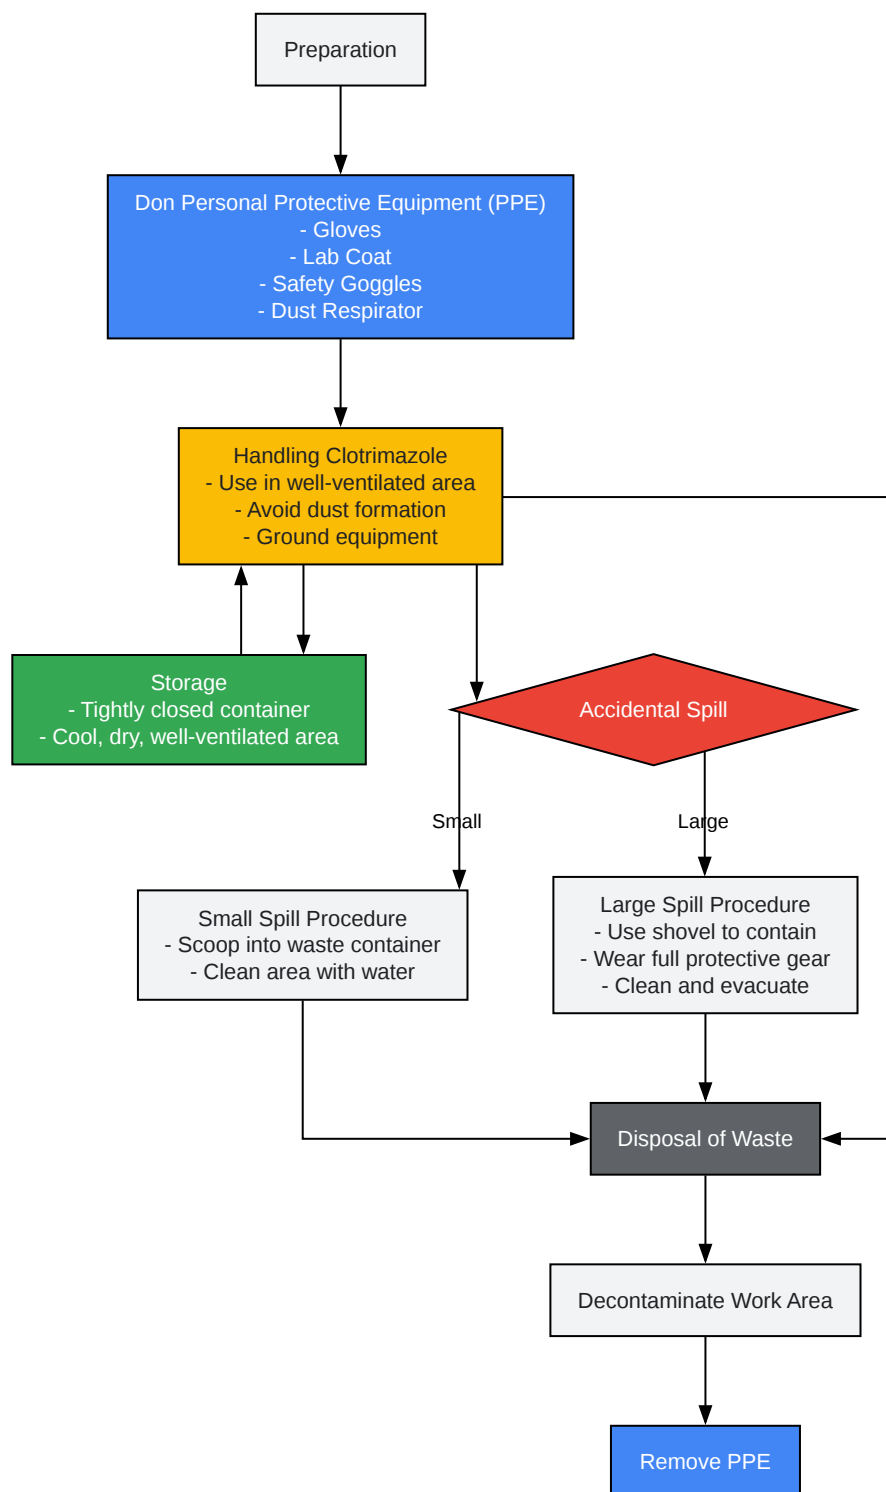 Preparation
Don Personal Protective Equipment (PPE)
- Gloves
- Lab Coat
- Safety Goggles
- Dust Respirator
Handling Clotrimazole
- Use in well-ventilated area
- Avoid dust formation
- Ground equipment
Storage
- Tightly closed container
- Cool, dry, well-ventilated area
Accidental Spill
Small
Large
Small Spill Procedure
- Scoop into waste container
- Clean area with water
Large Spill Procedure
- Use shovel to contain
- Wear full protective gear
- Clean and evacuate
Disposal of Waste
Decontaminate Work Area
Remove PPE